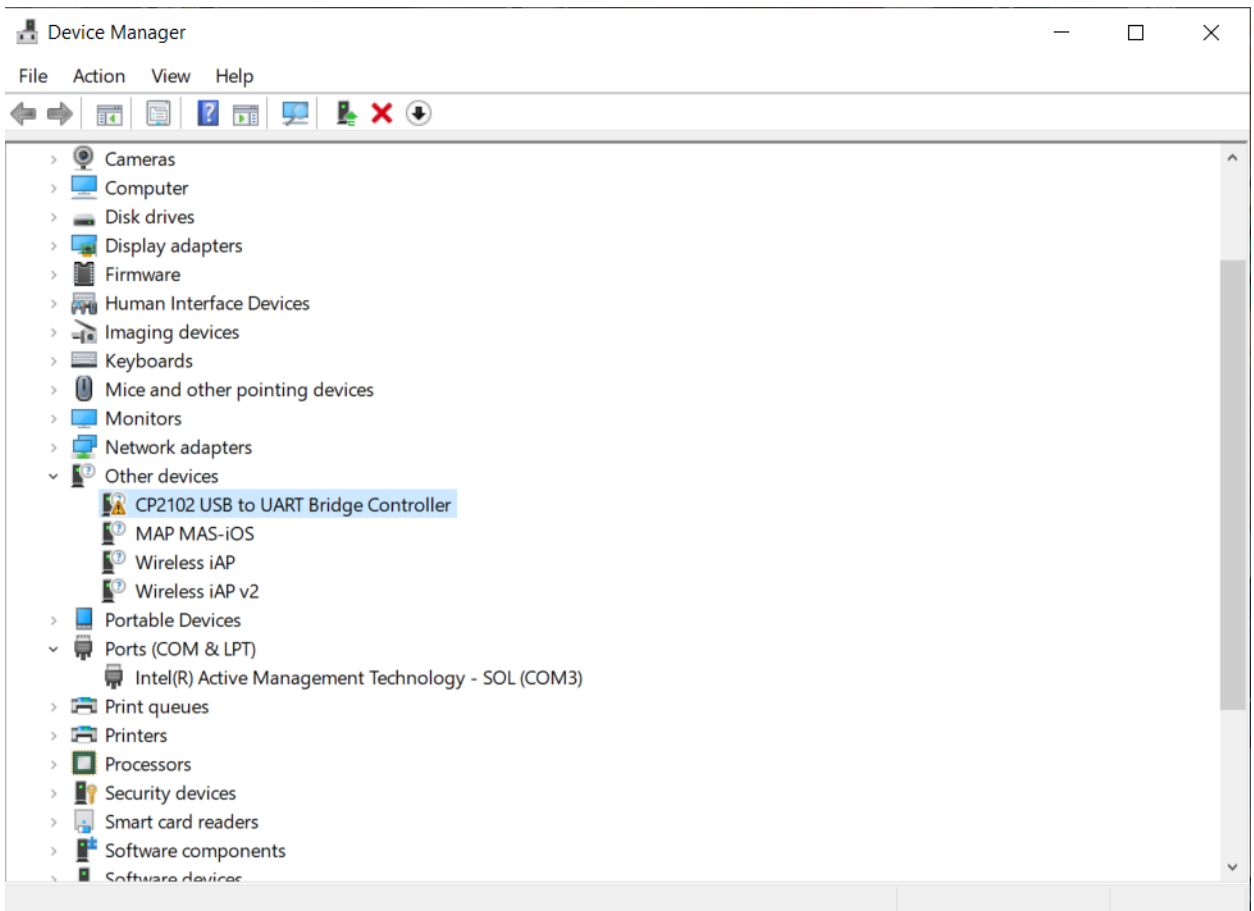 Device Manager
File Action View Help
Cameras
Computer
Disk drives
Display adapters
Firmware
Human Interface Devices
Imaging devices
Keyboards
Mice and other pointing devices
Monitors
Network adapters
Other devices
CP2102 USB to UART Bridge Controller
MAP MAS-iOS
Wireless iAP
Wireless iAP v2
Portable Devices
Ports (COM & LPT)
Intel(R) Active Management Technology - SOL (COM3)
Print queues
Printers
Processors
Security devices
Smart card readers
Software components
Software devices